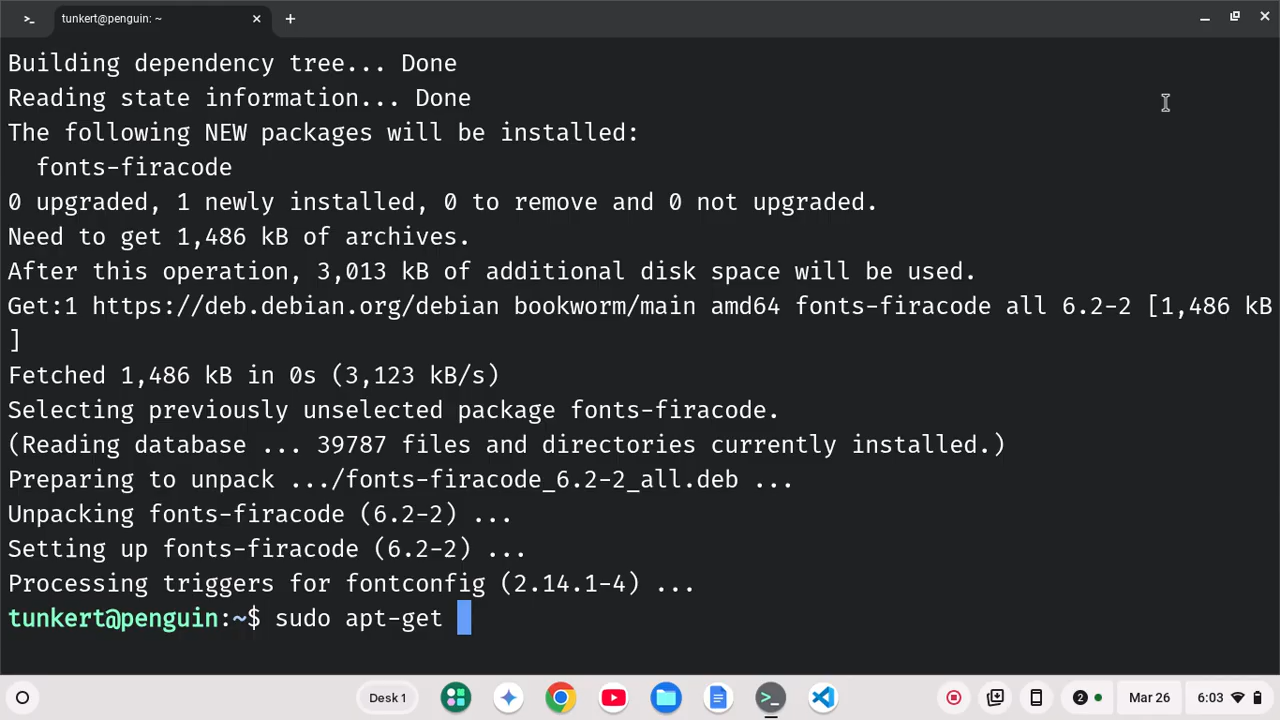 tunkert@penguin: ~
Building dependency tree... Done
Reading state information... Done
The following NEW packages will be installed:
  fonts-firacode
0 upgraded, 1 newly installed, 0 to remove and 0 not upgraded.
Need to get 1,486 kB of archives.
After this operation, 3,013 kB of additional disk space will be used.
Get:1 https://deb.debian.org/debian bookworm/main amd64 fonts-firacode all 6.2-2 [1,486 kB
]
Fetched 1,486 kB in 0s (3,123 kB/s)
Selecting previously unselected package fonts-firacode.
(Reading database ... 39787 files and directories currently installed.)
Preparing to unpack .../fonts-firacode_6.2-2_all.deb ...
Unpacking fonts-firacode (6.2-2) ...
Setting up fonts-firacode (6.2-2) ...
Processing triggers for fontconfig (2.14.1-4) ...
tunkert@penguin:~$ sudo apt-get
Desk 1 2 Mar 26 6:03